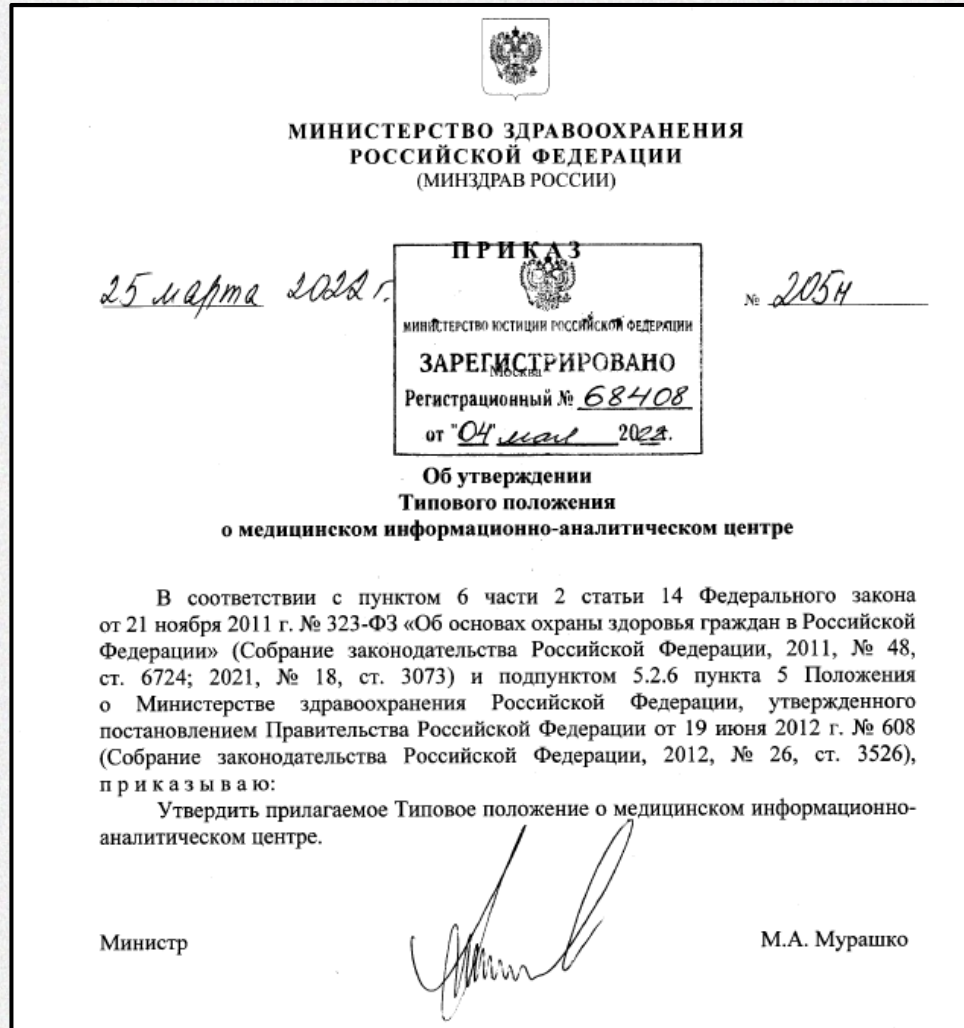 МИНИСТЕРСТВО ЗДРАВООХРАНЕНИЯ
РОССИЙСКОЙ ФЕДЕРАЦИИ
(МИНЗДРАВ РОССИИ)
ПРИКАЗ
25 марта 2022 г.
№ 205н
МИНИСТЕРСТВО ЮСТИЦИИ РОССИЙСКОЙ ФЕДЕРАЦИИ
ЗАРЕГИСТРИРОВАНО
Москва
Регистрационный № 68408
от "04" мая 2022.
Об утверждении
Типового положения
о медицинском информационно-аналитическом центре
В соответствии с пунктом 6 части 2 статьи 14 Федерального закона
от 21 ноября 2011 г. № 323-ФЗ «Об основах охраны здоровья граждан в Российской
Федерации» (Собрание законодательства Российской Федерации, 2011, № 48,
ст. 6724; 2021, № 18, ст. 3073) и подпунктом 5.2.6 пункта 5 Положения
о Министерстве здравоохранения Российской Федерации, утвержденного
постановлением Правительства Российской Федерации от 19 июня 2012 г. № 608
(Собрание законодательства Российской Федерации, 2012, № 26, ст. 3526),
п р и к а з ы в а ю:
Утвердить прилагаемое Типовое положение о медицинском информационно-
аналитическом центре.
Министр
М.А. Мурашко